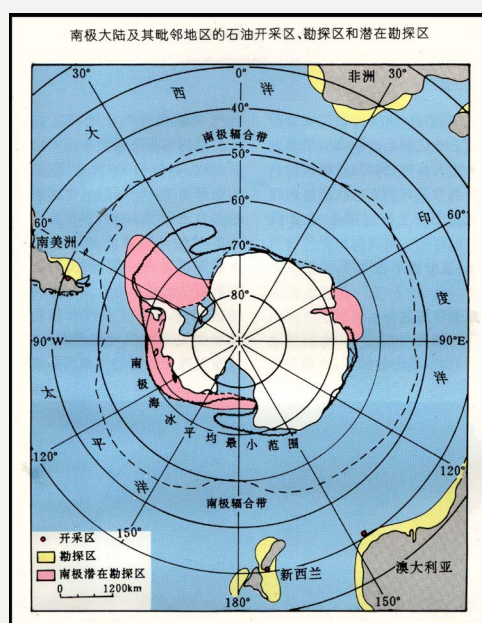 南极大陆及其毗邻地区的石油开采区、勘探区和潜在勘探区
30° 0° 非洲 30°
大西洋
40°
南极辐合带
50°
60° 60° 60°
南美洲
印度洋
70°
80°
90°W 90°E
太平洋
南极海冰平均最小范围
120°
南极辐合带
150°
开采区
勘探区
南极潜在勘探区
0 1200km
新西兰
澳大利亚
180° 150°